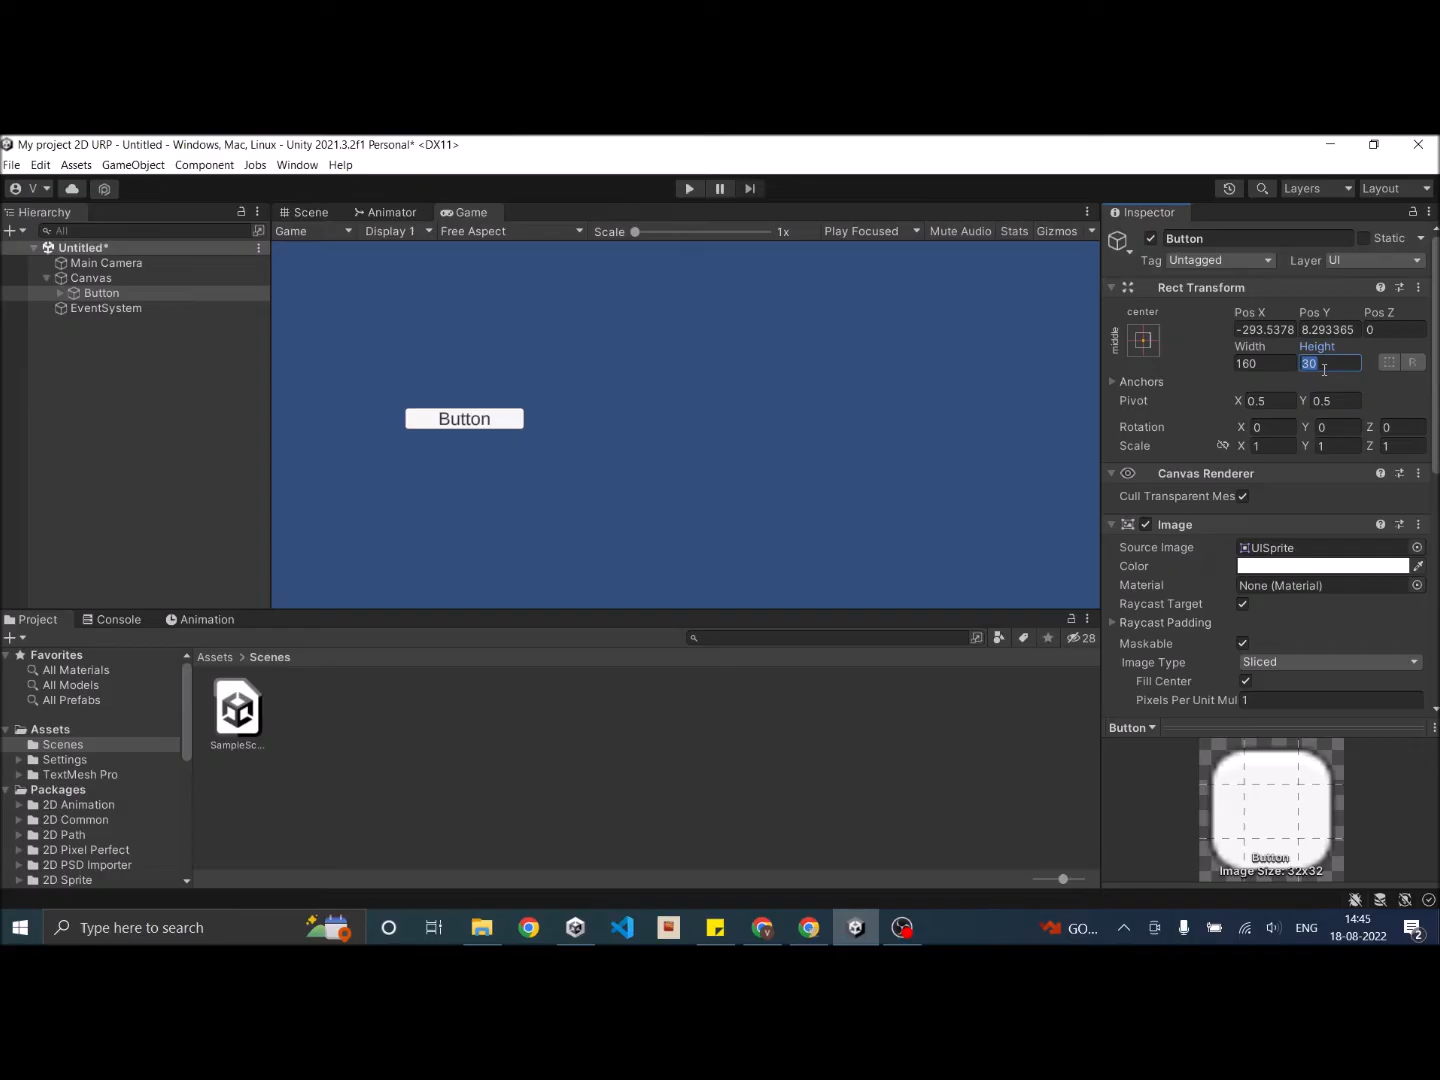 My project 2D URP - Untitled - Windows, Mac, Linux - Unity 2021.3.2f1 Personal* <DX11>
File Edit Assets GameObject Component Jobs Window Help
V Layers Layout
Hierarchy
All
Untitled*
Main Camera
Canvas
Button
EventSystem
Scene Animator Game
Game Display 1 Free Aspect Scale 1x Play Focused Mute Audio Stats Gizmos
Button
Inspector
Button Static
Tag Untagged Layer UI
Rect Transform
center
middle
Pos X Pos Y Pos Z
-293.5378 8.293365 0
Width Height
160 30 R
Anchors
Pivot X 0.5 Y 0.5
Rotation X 0 Y 0 Z 0
Scale X 1 Y 1 Z 1
Canvas Renderer
Cull Transparent Mes
Image
Source Image UISprite
Color
Material None (Material)
Raycast Target
Raycast Padding
Maskable
Image Type Sliced
Fill Center
Pixels Per Unit Mul 1
Button
Button
Image Size: 32x32
Project Console Animation
28
Favorites
All Materials
All Models
All Prefabs
Assets
Scenes
Settings
TextMesh Pro
Packages
2D Animation
2D Common
2D Path
2D Pixel Perfect
2D PSD Importer
2D Sprite
Assets > Scenes
SampleSc...
Type here to search
GO...
ENG
14:45
18-08-2022
2